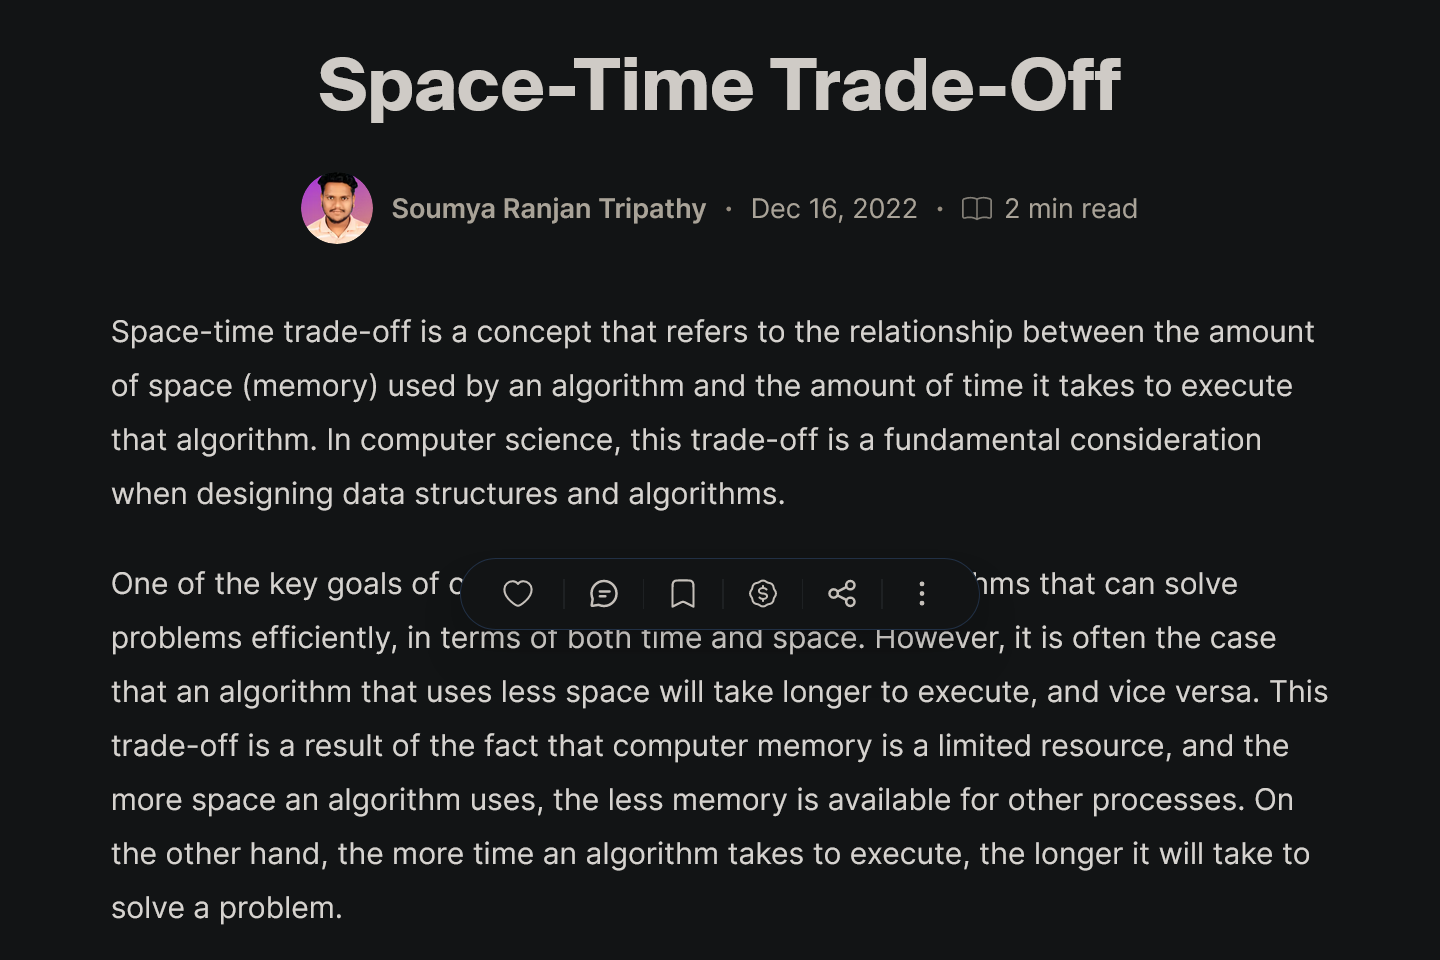 Space-Time Trade-Off
Soumya Ranjan Tripathy · Dec 16, 2022 · 2 min read
Space-time trade-off is a concept that refers to the relationship between the amount
of space (memory) used by an algorithm and the amount of time it takes to execute
that algorithm. In computer science, this trade-off is a fundamental consideration
when designing data structures and algorithms.
One of the key goals of that can solve
problems efficiently, in terms of both time and space. However, it is often the case
that an algorithm that uses less space will take longer to execute, and vice versa. This
trade-off is a result of the fact that computer memory is a limited resource, and the
more space an algorithm uses, the less memory is available for other processes. On
the other hand, the more time an algorithm takes to execute, the longer it will take to
solve a problem.